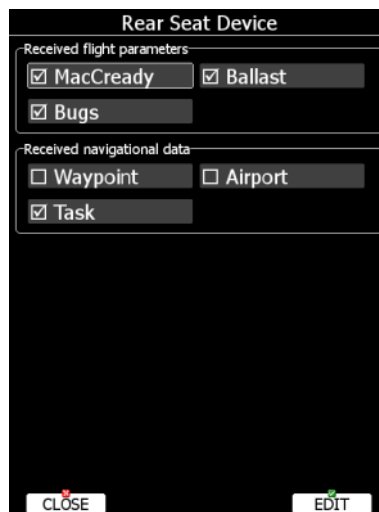 Rear Seat Device
Received flight parameters
MacCready Ballast
Bugs
Received navigational data
Waypoint Airport
Task
CLOSE EDIT